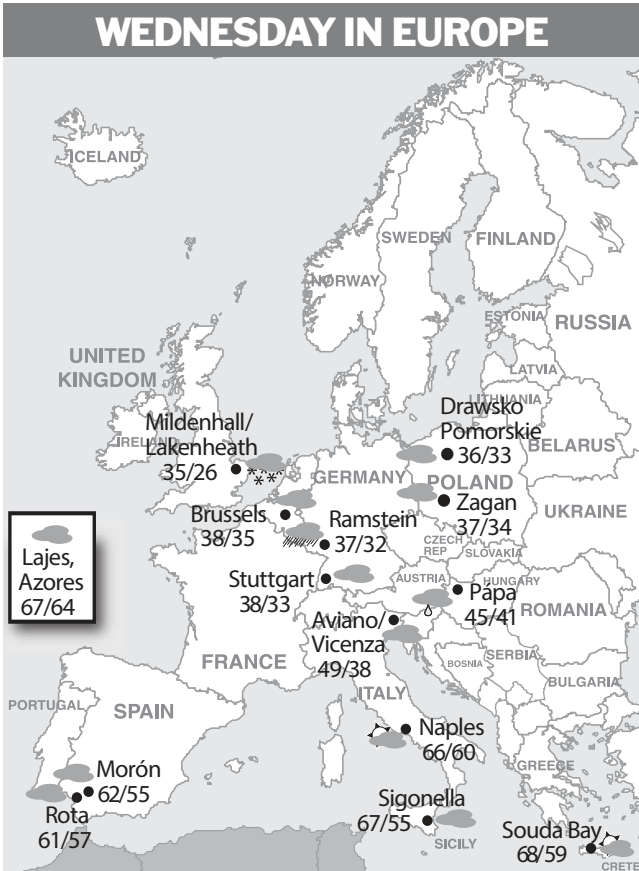 WEDNESDAY IN EUROPE
ICELAND
SWEDEN
FINLAND
NORWAY
ESTONIA
RUSSIA
UNITED
KINGDOM
LATVIA
LITHUANIA
Drawsko
Pomorskie
36/33
Mildenhall/
Lakenheath
35/26
IRELAND
BELARUS
GERMANY
POLAND
Zagan
37/34
Brussels
38/35
Ramstein
37/32
UKRAINE
CZECH
REP
SLOVAKIA
Lajes,
Azores
67/64
Stuttgart
38/33
AUSTRIA
HUNGARY
Pápa
45/41
ROMANIA
Aviano/
Vicenza
49/38
FRANCE
BOSNIA
SERBIA
BULGARIA
ITALY
PORTUGAL
SPAIN
Naples
66/60
GREECE
Morón
62/55
Rota
61/57
Sigonella
67/55
SICILY
Souda Bay
68/59
CRETE